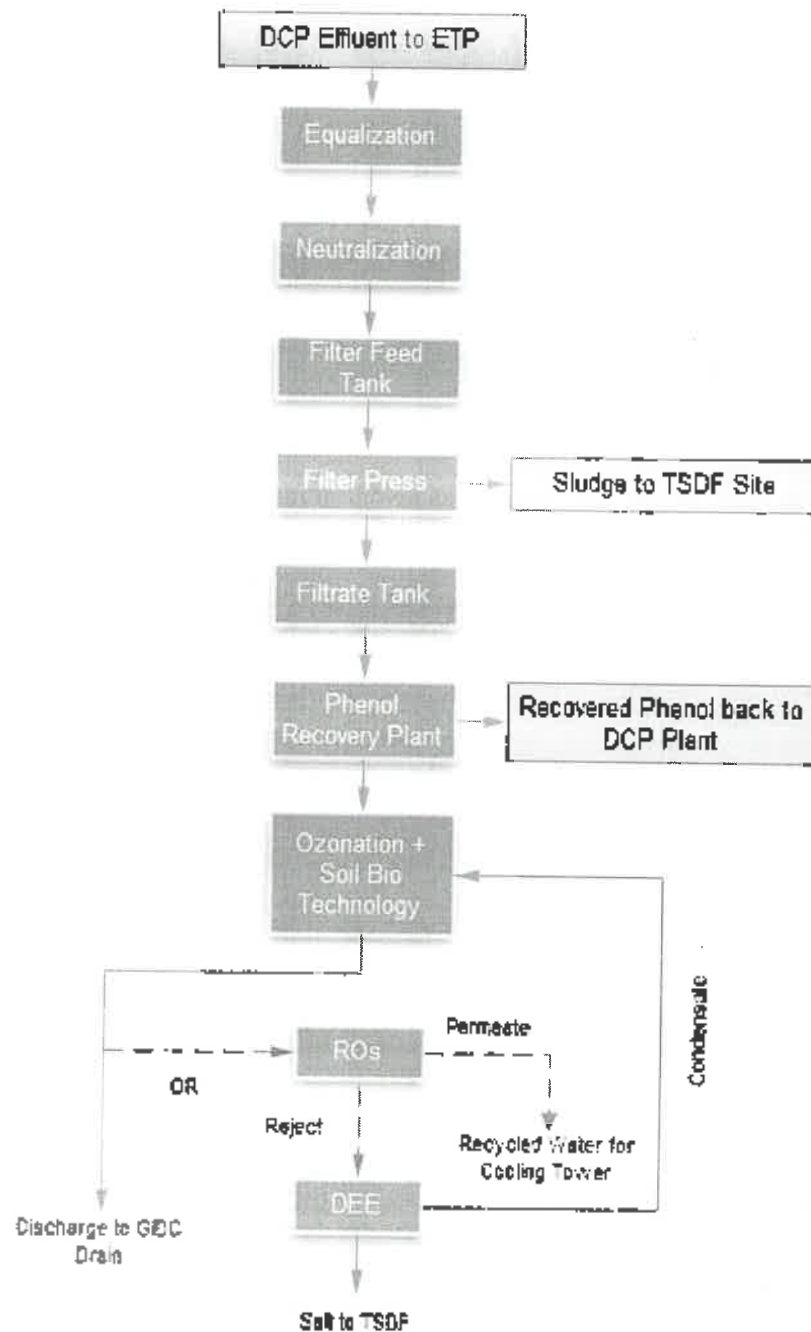 DCP Effluent to ETP
Equalization
Neutralization
Filter Feed
Tank
Filter Press
Sludge to TSDF Site
Filtrate Tank
Phenol
Recovery Plant
Recovered Phenol back to
DCP Plant
Ozonation +
Soil Bio
Technology
Condensate
Permeate
ROs
OR
Reject
Recycled Water for
Cooling Tower
DEE
Discharge to GIDC
Drain
Salt to TSDF